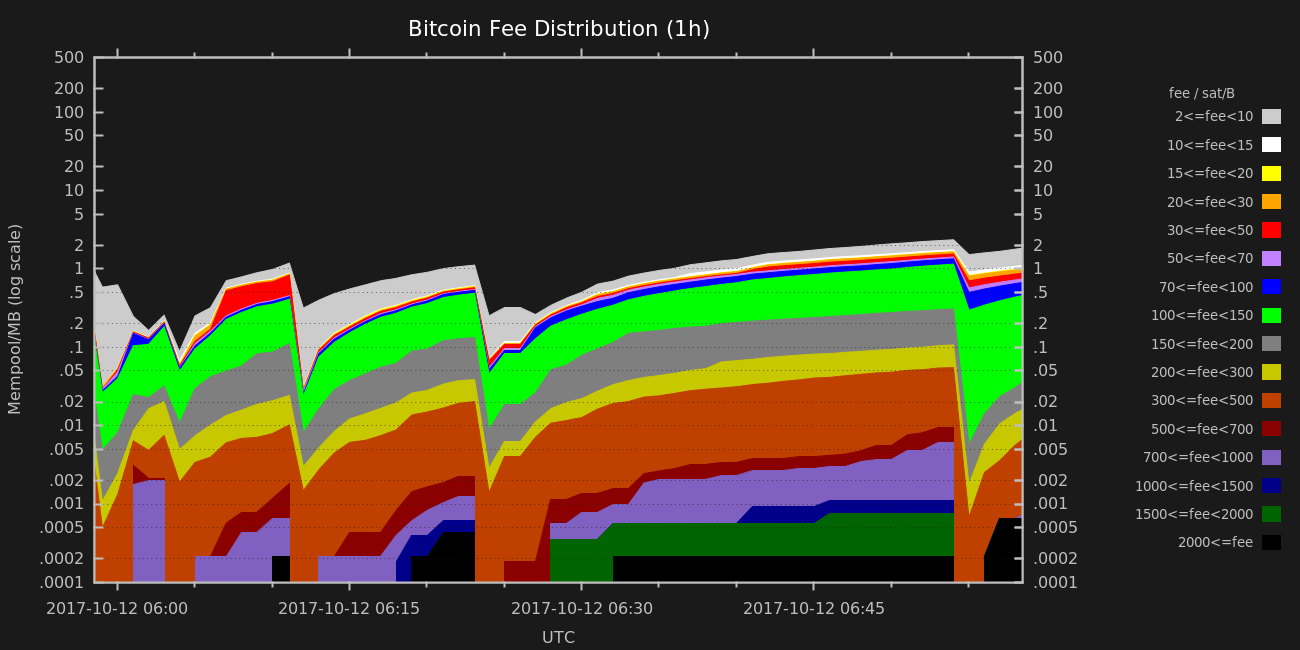 Bitcoin Fee Distribution (1h)
Mempool/MB (log scale)
500
200
100
50
20
10
5
2
1
.5
.2
.1
.05
.02
.01
.005
.002
.001
.0005
.0002
.0001
500
200
100
50
20
10
5
2
1
.5
.2
.1
.05
.02
.01
.005
.002
.001
.0005
.0002
.0001
2017-10-12 06:00
2017-10-12 06:15
2017-10-12 06:30
2017-10-12 06:45
UTC
fee / sat/B
2<=fee<10
10<=fee<15
15<=fee<20
20<=fee<30
30<=fee<50
50<=fee<70
70<=fee<100
100<=fee<150
150<=fee<200
200<=fee<300
300<=fee<500
500<=fee<700
700<=fee<1000
1000<=fee<1500
1500<=fee<2000
2000<=fee